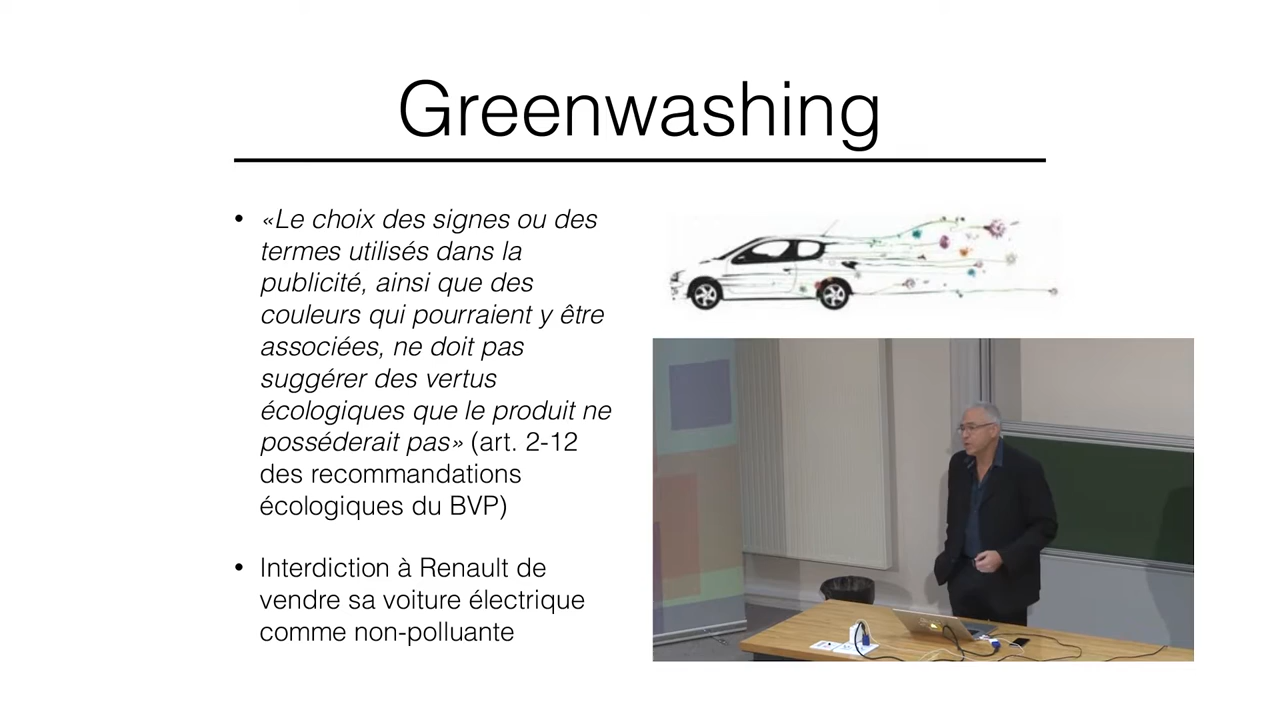 Greenwashing
• «Le choix des signes ou des
termes utilisés dans la
publicité, ainsi que des
couleurs qui pourraient y être
associées, ne doit pas
suggérer des vertus
écologiques que le produit ne
posséderait pas» (art. 2-12
des recommandations
écologiques du BVP)
• Interdiction à Renault de
vendre sa voiture électrique
comme non-polluante